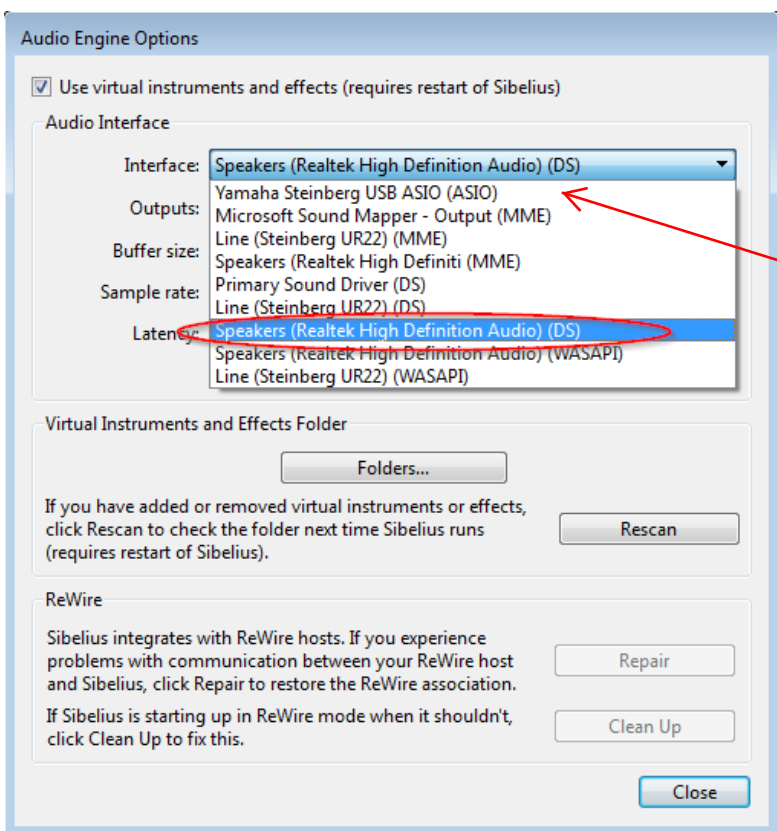 Audio Engine Options
Use virtual instruments and effects (requires restart of Sibelius)
Audio Interface
Interface: Speakers (Realtek High Definition Audio) (DS)
Yamaha Steinberg USB ASIO (ASIO)
Outputs:
Microsoft Sound Mapper - Output (MME)
Line (Steinberg UR22) (MME)
Buffer size:
Speakers (Realtek High Definiti (MME)
Sample rate:
Primary Sound Driver (DS)
Line (Steinberg UR22) (DS)
Latency:
Speakers (Realtek High Definition Audio) (DS)
Speakers (Realtek High Definition Audio) (WASAPI)
Line (Steinberg UR22) (WASAPI)
Virtual Instruments and Effects Folder
Folders...
If you have added or removed virtual instruments or effects,
click Rescan to check the folder next time Sibelius runs
(requires restart of Sibelius).
Rescan
ReWire
Sibelius integrates with ReWire hosts. If you experience
problems with communication between your ReWire host
and Sibelius, click Repair to restore the ReWire association.
Repair
If Sibelius is starting up in ReWire mode when it shouldn't,
click Clean Up to fix this.
Clean Up
Close